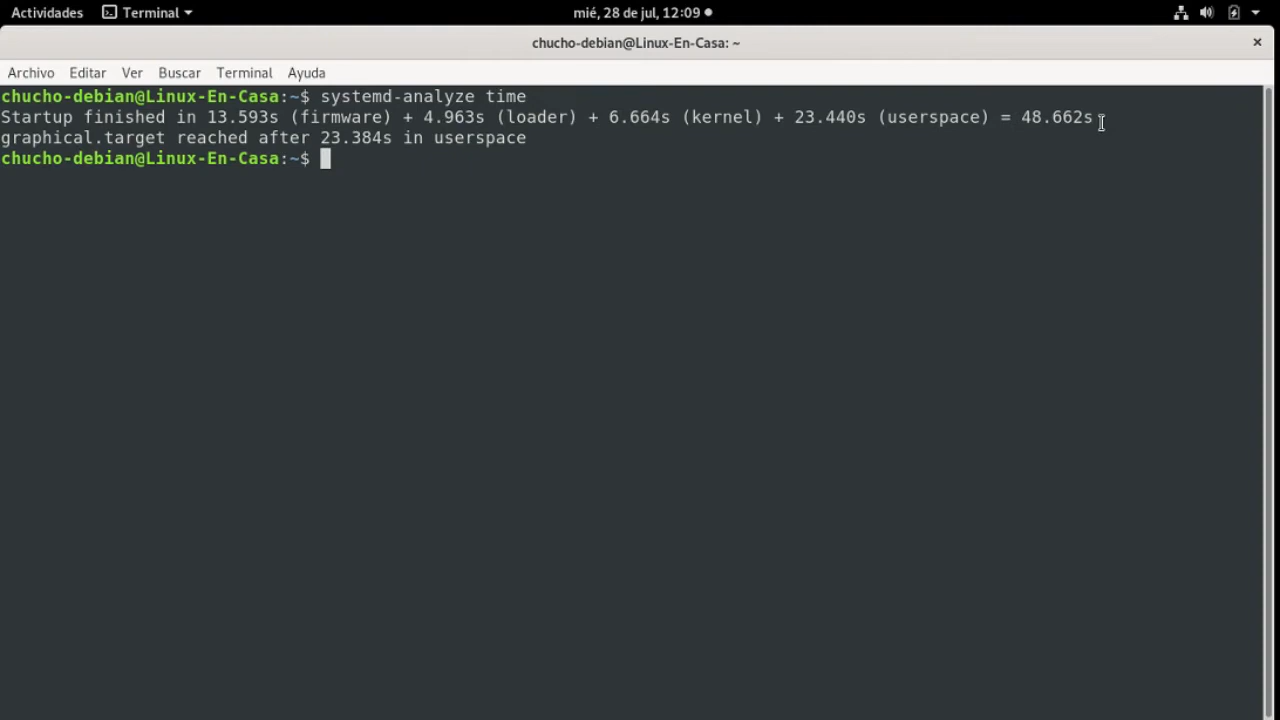 Actividades Terminal mié, 28 de jul, 12:09
chucho-debian@Linux-En-Casa: ~
Archivo Editar Ver Buscar Terminal Ayuda
chucho-debian@Linux-En-Casa:~$ systemd-analyze time
Startup finished in 13.593s (firmware) + 4.963s (loader) + 6.664s (kernel) + 23.440s (userspace) = 48.662s
graphical.target reached after 23.384s in userspace
chucho-debian@Linux-En-Casa:~$